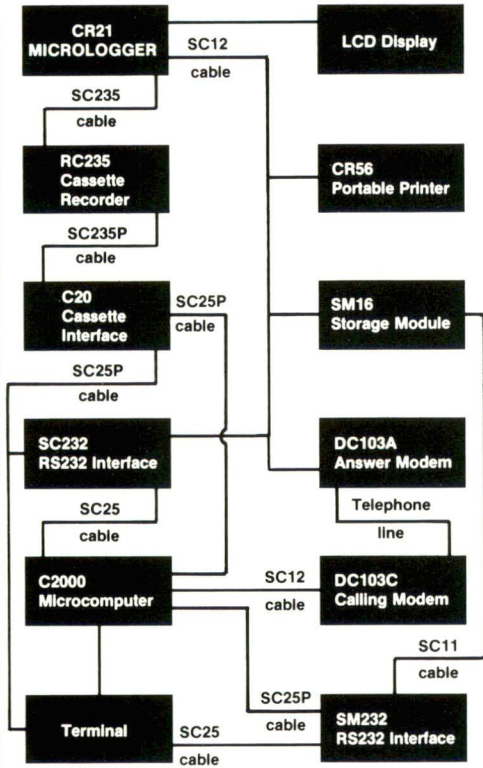 CR21
MICROLOGGER
LCD Display
SC12
cable
SC235
cable
RC235
Cassette
Recorder
CR56
Portable Printer
SC235P
cable
C20
Cassette
Interface
SC25P
cable
SM16
Storage Module
SC25P
cable
SC232
RS232 Interface
DC103A
Answer Modem
Telephone
line
SC25
cable
C2000
Microcomputer
SC12
cable
DC103C
Calling Modem
SC11
cable
SC25P
cable
Terminal
SC25
cable
SM232
RS232 Interface